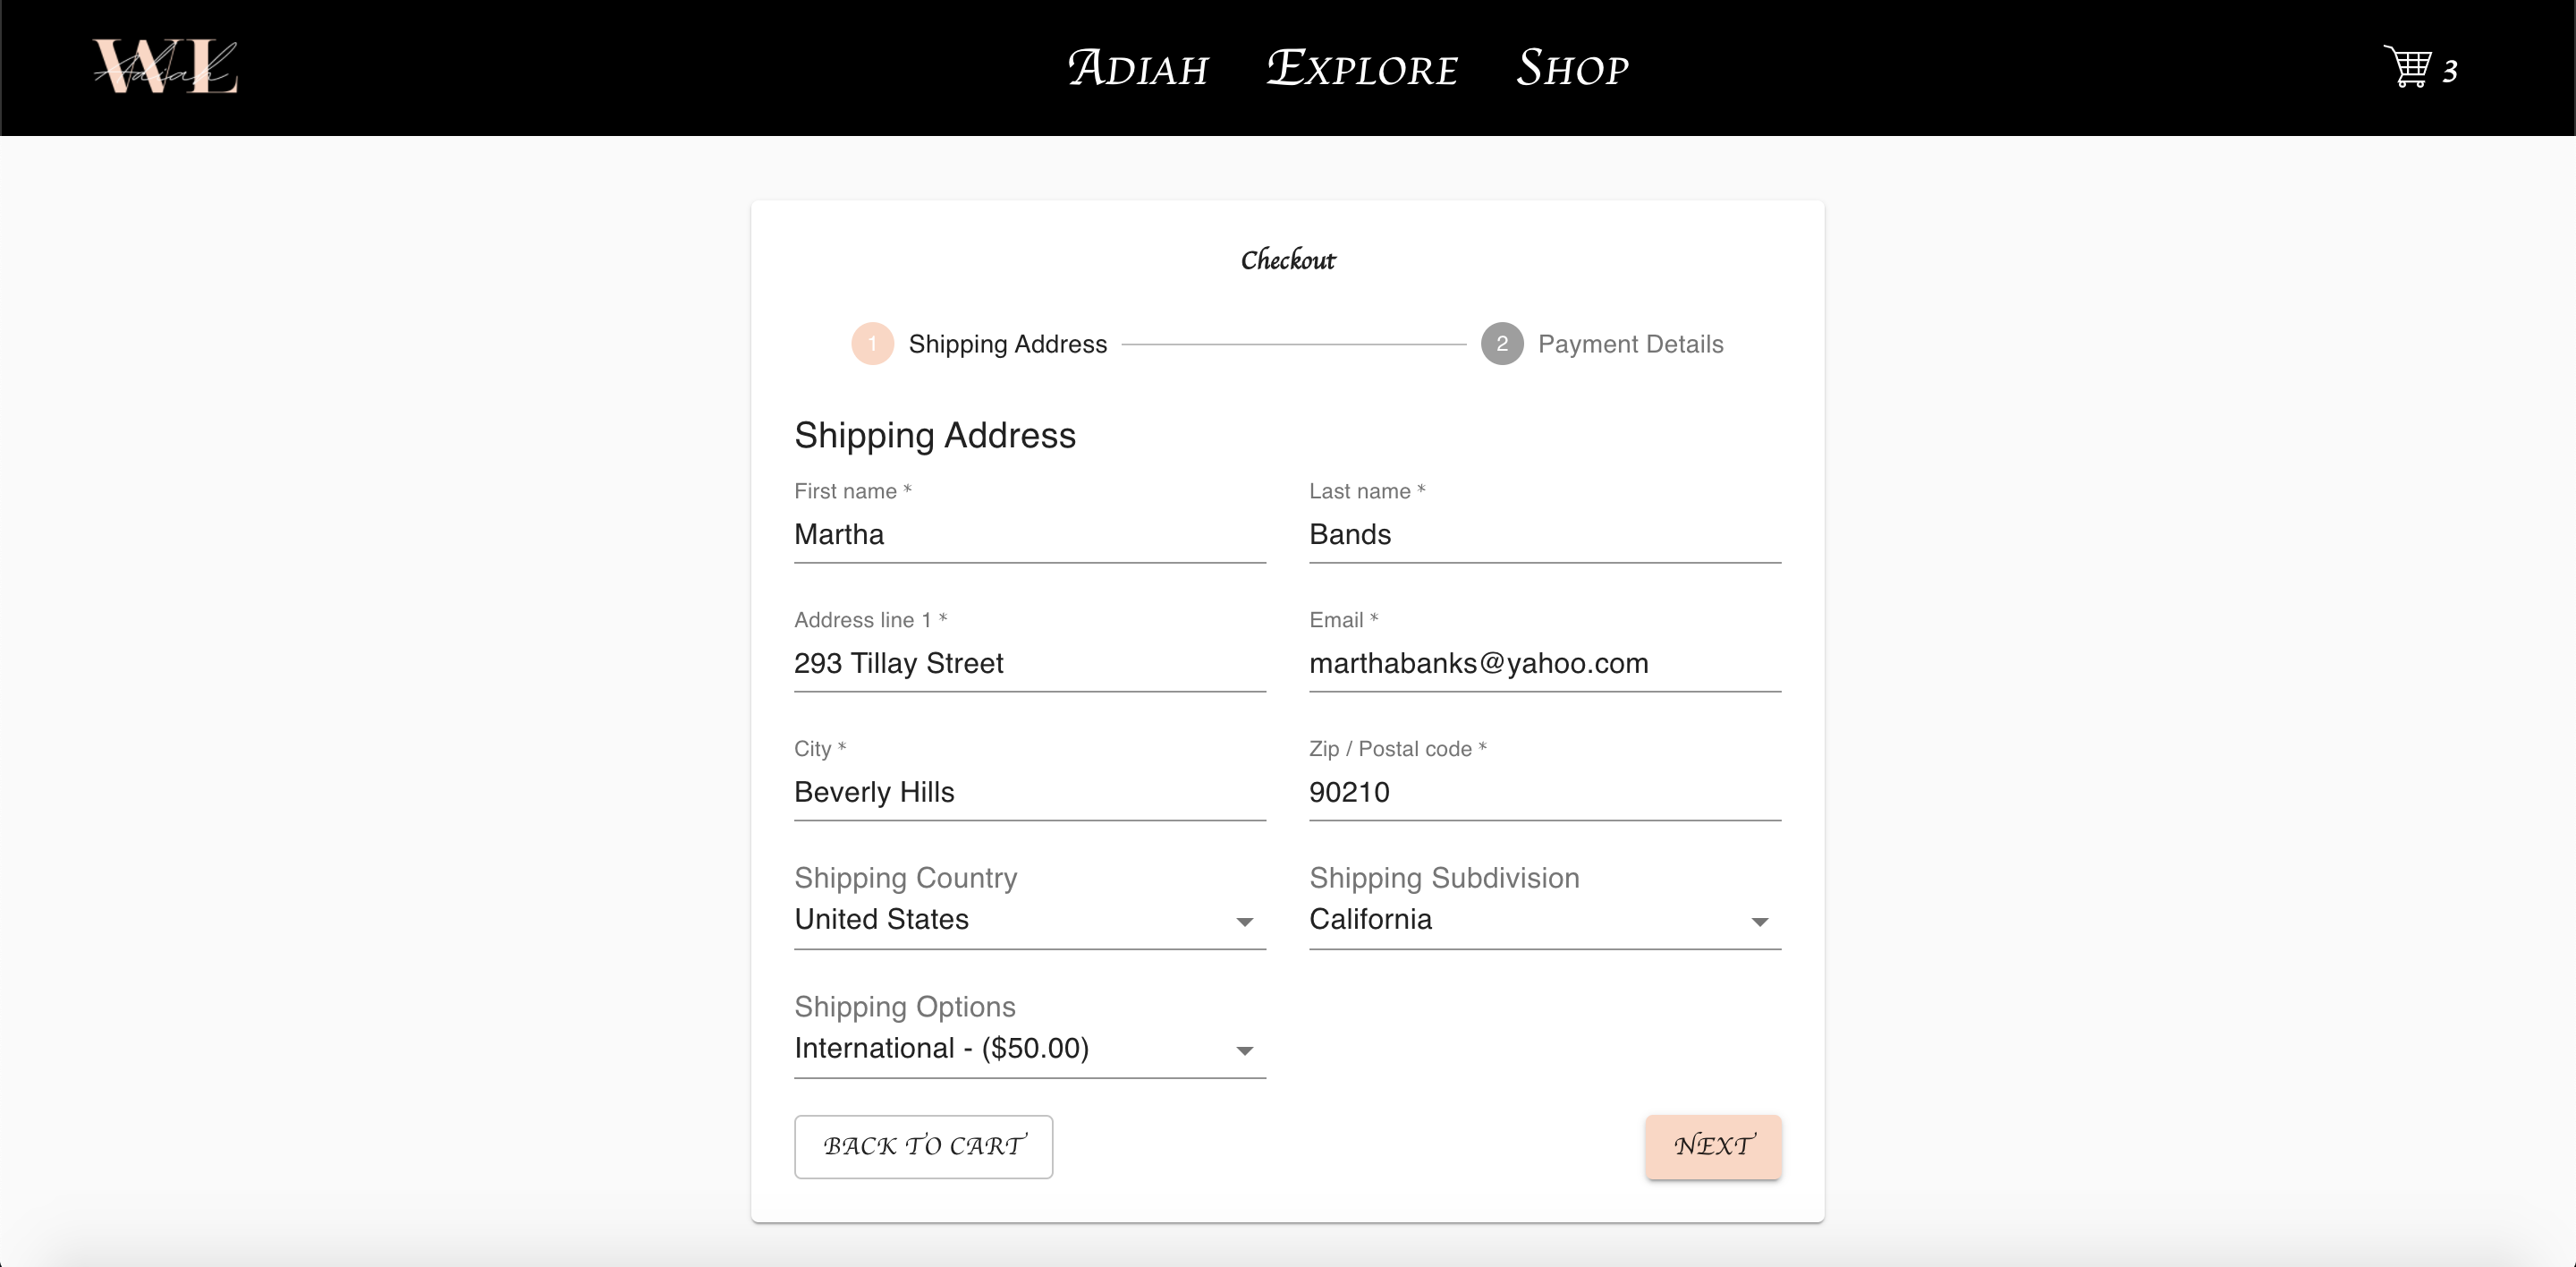 WL
Adiah
Adiah Explore Shop
3
Checkout
1 Shipping Address 2 Payment Details
Shipping Address
First name * Last name *
Martha Bands
Address line 1 * Email *
293 Tillay Street marthabanks@yahoo.com
City * Zip / Postal code *
Beverly Hills 90210
Shipping Country Shipping Subdivision
United States California
Shipping Options
International - ($50.00)
BACK TO CART NEXT